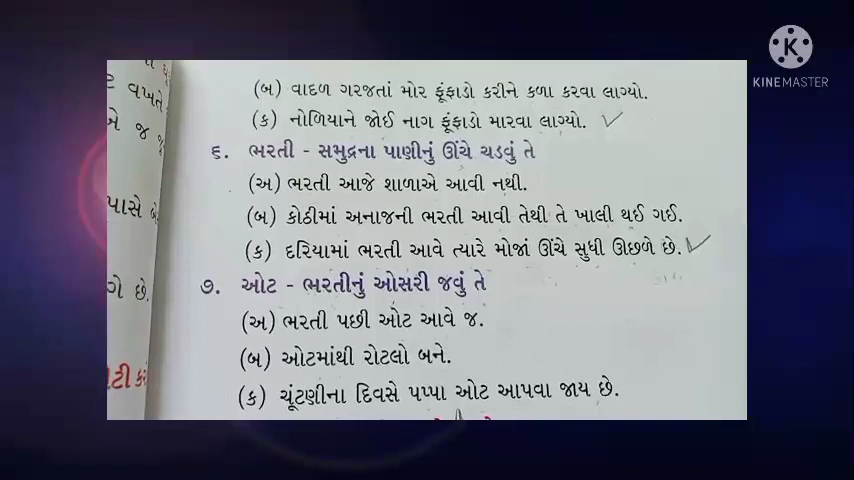 KINEMASTER
(બ) વાદળ ગરજતાં મોર ફૂંફાડો કરીને કળા કરવા લાગ્યો.
(ક) નોળિયાને જોઈ નાગ ફૂંફાડો મારવા લાગ્યો.
૬. ભરતી - સમુદ્રના પાણીનું ઊંચે ચડવું તે
(અ) ભરતી આજે શાળાએ આવી નથી.
(બ) કોઠીમાં અનાજની ભરતી આવી તેથી તે ખાલી થઈ ગઈ.
(ક) દરિયામાં ભરતી આવે ત્યારે મોજાં ઊંચે સુધી ઊછળે છે.
૭. ઓટ - ભરતીનું ઓસરી જવું તે
(અ) ભરતી પછી ઓટ આવે જ.
(બ) ઓટમાંથી રોટલો બને.
(ક) ચૂંટણીના દિવસે પપ્પા ઓટ આપવા જાય છે.